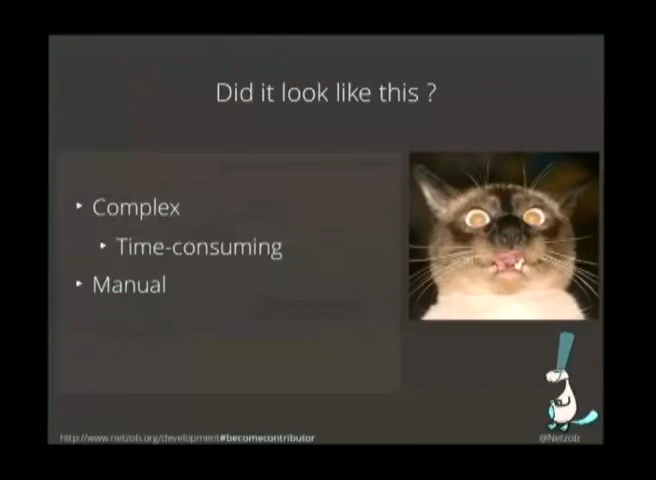 Did it look like this ?
‣ Complex
‣ Time-consuming
‣ Manual
http://www.netzob.org/development#becomecontributor
@Netzob